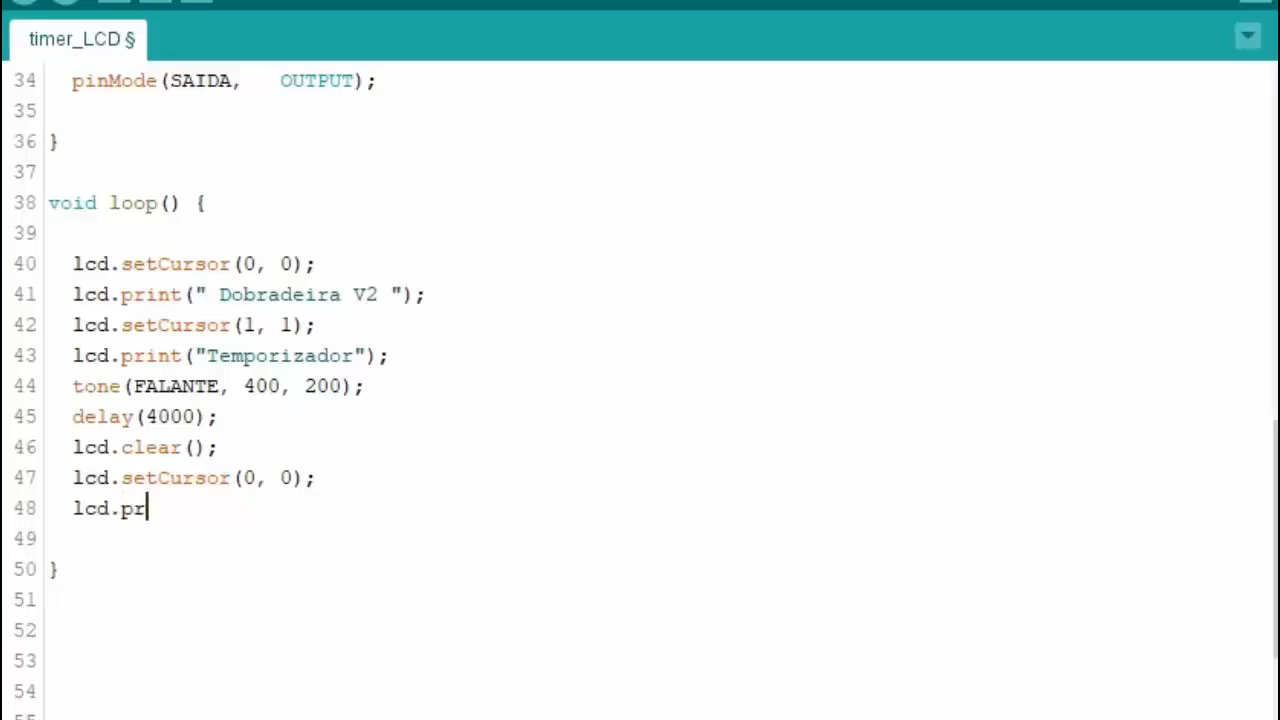 timer_LCD §
34 pinMode(SAIDA, OUTPUT);
35
36 }
37
38 void loop() {
39
40 lcd.setCursor(0, 0);
41 lcd.print(" Dobradeira V2 ");
42 lcd.setCursor(1, 1);
43 lcd.print("Temporizador");
44 tone(FALANTE, 400, 200);
45 delay(4000);
46 lcd.clear();
47 lcd.setCursor(0, 0);
48 lcd.pr
49
50 }
51
52
53
54
55